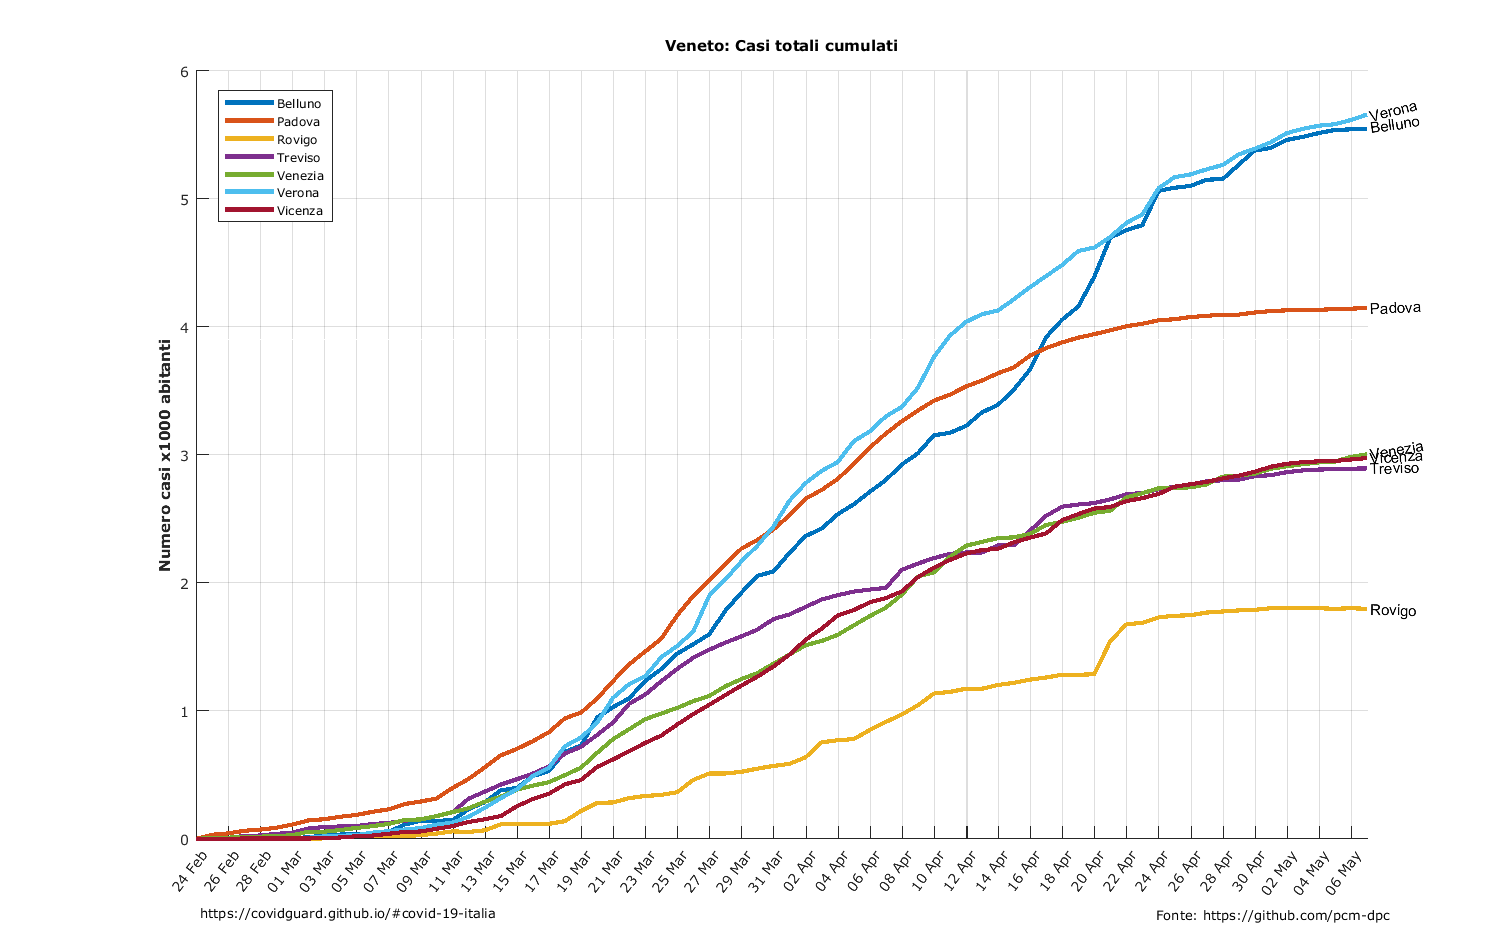 Veneto: Casi totali cumulati
Numero casi x1000 abitanti
6
5
4
3
2
1
0
Belluno
Padova
Rovigo
Treviso
Venezia
Verona
Vicenza
Verona
Belluno
Padova
Venezia
Vicenza
Treviso
Rovigo
24 Feb
26 Feb
28 Feb
01 Mar
03 Mar
05 Mar
07 Mar
09 Mar
11 Mar
13 Mar
15 Mar
17 Mar
19 Mar
21 Mar
23 Mar
25 Mar
27 Mar
29 Mar
31 Mar
02 Apr
04 Apr
06 Apr
08 Apr
10 Apr
12 Apr
14 Apr
16 Apr
18 Apr
20 Apr
22 Apr
24 Apr
26 Apr
28 Apr
30 Apr
02 May
04 May
06 May
https://covidguard.github.io/#covid-19-italia
Fonte: https://github.com/pcm-dpc